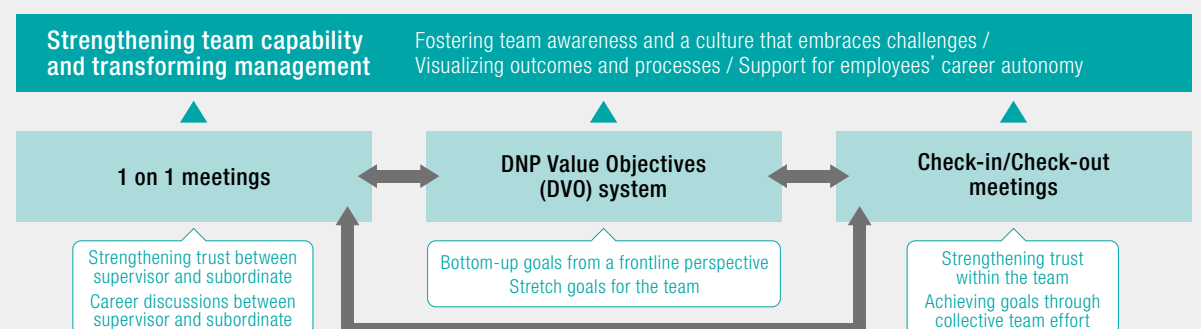 Strengthening team capability
and transforming management
Fostering team awareness and a culture that embraces challenges /
Visualizing outcomes and processes / Support for employees' career autonomy
1 on 1 meetings
DNP Value Objectives
(DVO) system
Check-in/Check-out
meetings
Strengthening trust between
supervisor and subordinate
Career discussions between
supervisor and subordinate
Bottom-up goals from a frontline perspective
Stretch goals for the team
Strengthening trust
within the team
Achieving goals through
collective team effort